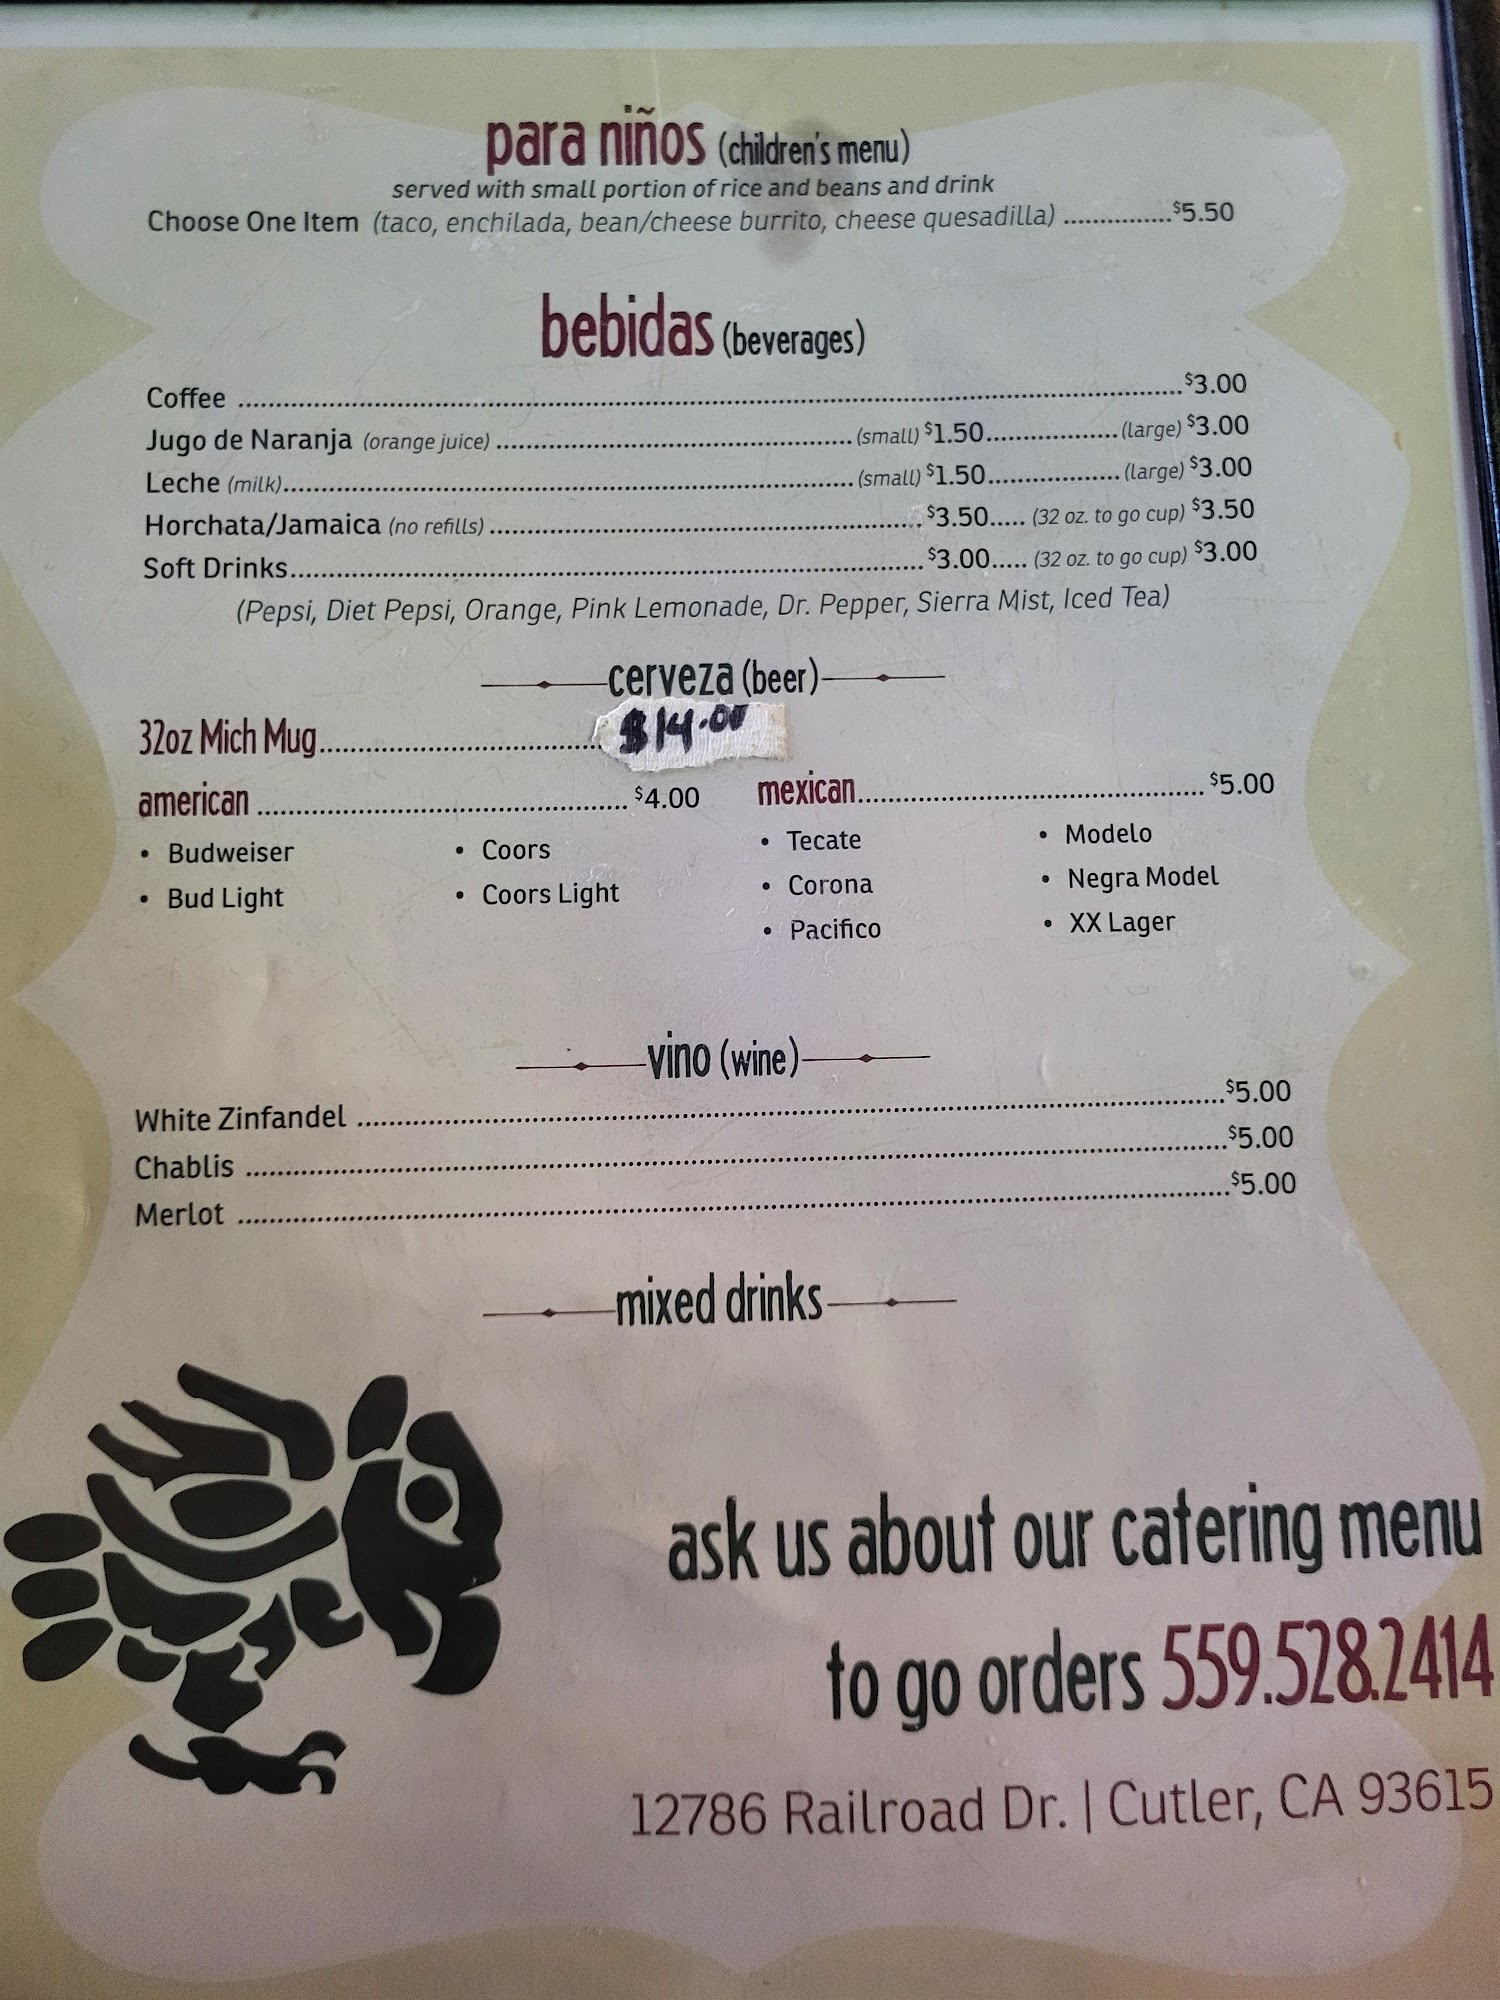 para niños (children's menu)
served with small portion of rice and beans and drink
Choose One Item (taco, enchilada, bean/cheese burrito, cheese quesadilla) ............... $5.50
bebidas (beverages)
Coffee ............... $3.00
Jugo de Naranja (orange juice) ............... (small) $1.50 ............... (large) $3.00
Leche (milk) ............... (small) $1.50 ............... (large) $3.00
Horchata/Jamaica (no refills) ............... $3.50 ..... (32 oz. to go cup) $3.50
Soft Drinks ............... $3.00 ..... (32 oz. to go cup) $3.00
(Pepsi, Diet Pepsi, Orange, Pink Lemonade, Dr. Pepper, Sierra Mist, Iced Tea)
cerveza (beer)
32oz Mich Mug ............... $14.00
american ............... $4.00
• Budweiser • Coors
• Bud Light • Coors Light
mexican ............... $5.00
• Tecate • Modelo
• Corona • Negra Model
• Pacifico • XX Lager
vino (wine)
White Zinfandel ............... $5.00
Chablis ............... $5.00
Merlot ............... $5.00
mixed drinks
ask us about our catering menu
to go orders 559.528.2414
12786 Railroad Dr. | Cutler, CA 93615